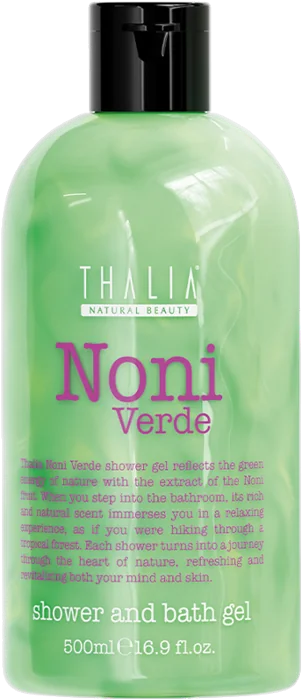 THALIA®
NATURAL BEAUTY
Noni
Verde
Thalia Noni Verde shower gel reflects the green
energy of nature with the extract of the Noni
fruit. When you step into the bathroom, its rich
and natural scent immerses you in a relaxing
experience, as if you were hiking through a
tropical forest. Each shower turns into a journey
through the heart of nature, refreshing and
revitalizing both your mind and skin.
shower and bath gel
500ml℮16.9 fl.oz.